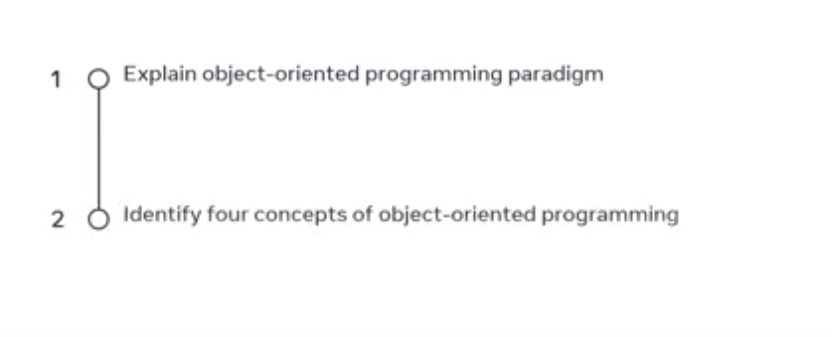 1 Explain object-oriented programming paradigm
2 Identify four concepts of object-oriented programming